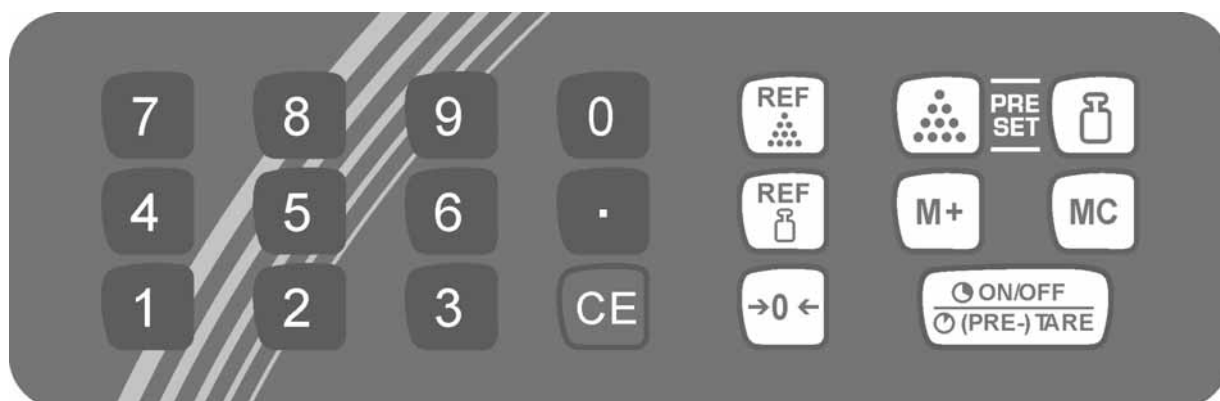 7 8 9 0 REF PRE SET
4 5 6 . REF M+ MC
1 2 3 CE →0← ON/OFF
(PRE-) TARE